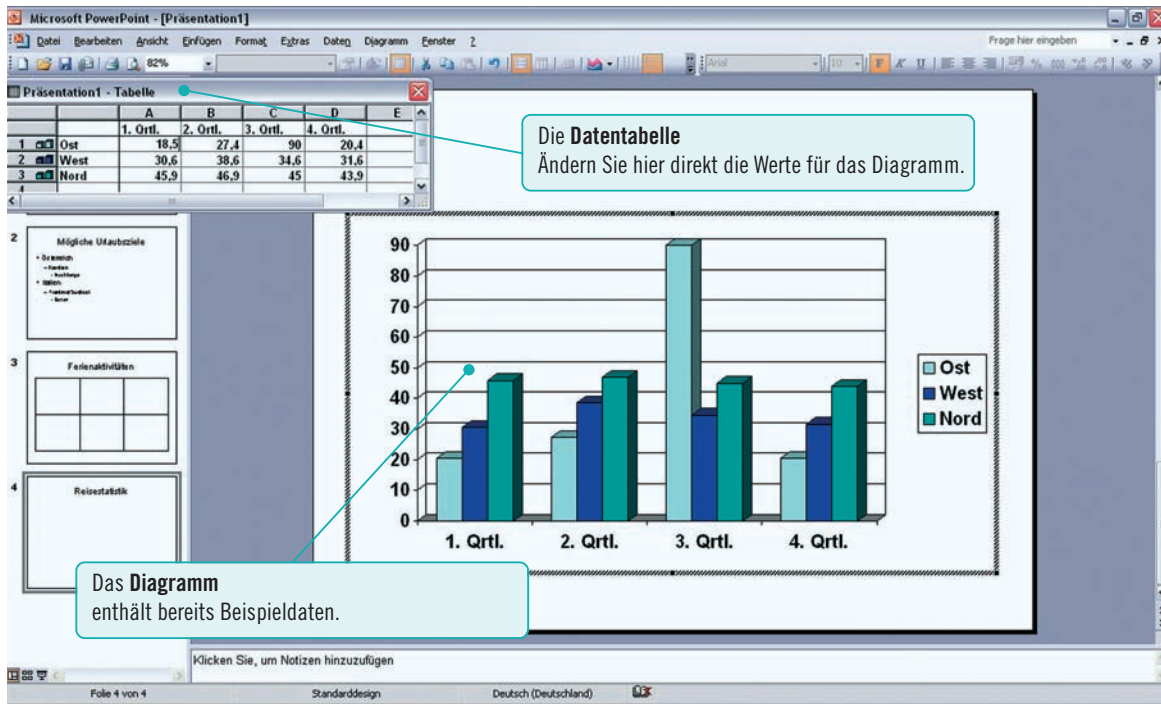 Microsoft PowerPoint - [Präsentation1]
Datei Bearbeiten Ansicht Einfügen Format Extras Daten Diagramm Fenster ?
Frage hier eingeben
82%
Arial 10 F K U
Präsentation1 - Tabelle
A B C D E
1. Qrtl. 2. Qrtl. 3. Qrtl. 4. Qrtl.
1 Ost 18,5 27,4 90 20,4
2 West 30,6 38,6 34,6 31,6
3 Nord 45,9 46,9 45 43,9
4
Die Datentabelle
Ändern Sie hier direkt die Werte für das Diagramm.
2
Mögliche Urlaubsziele
Österreich
Italien
3
Ferienaktivitäten
4
Reisestatistik
90
80
70
60
50
40
30
20
10
0
1. Qrtl. 2. Qrtl. 3. Qrtl. 4. Qrtl.
Ost
West
Nord
Das Diagramm
enthält bereits Beispieldaten.
Klicken Sie, um Notizen hinzuzufügen
Folie 4 von 4 Standarddesign Deutsch (Deutschland)